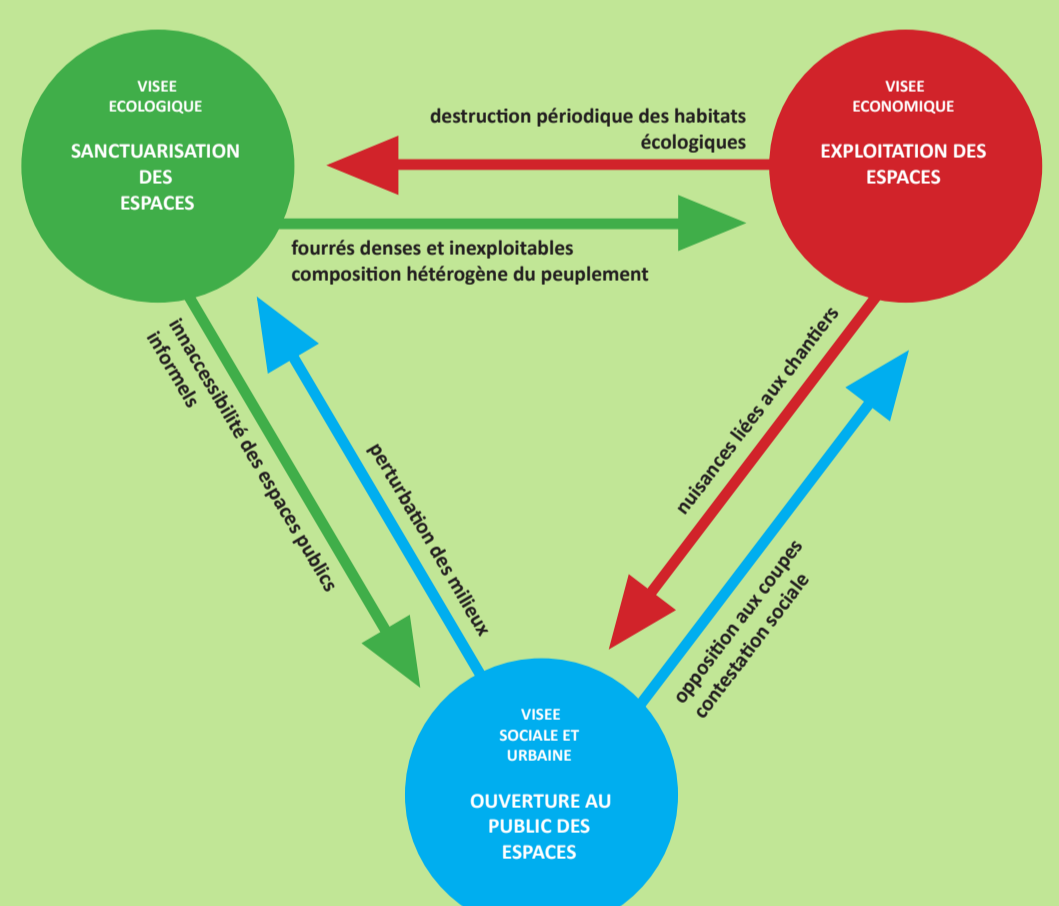 VISEE
ECOLOGIQUE
SANCTUARISATION
DES
ESPACES
VISEE
ECONOMIQUE
EXPLOITATION DES
ESPACES
destruction périodique des habitats
écologiques
fourrés denses et inexploitables
composition hétérogène du peuplement
innaccessibilité des espaces publics
informels
perturbation des milieux
nuisances liées aux chantiers
opposition aux coupes
contestation sociale
VISEE
SOCIALE ET
URBAINE
OUVERTURE AU
PUBLIC DES
ESPACES